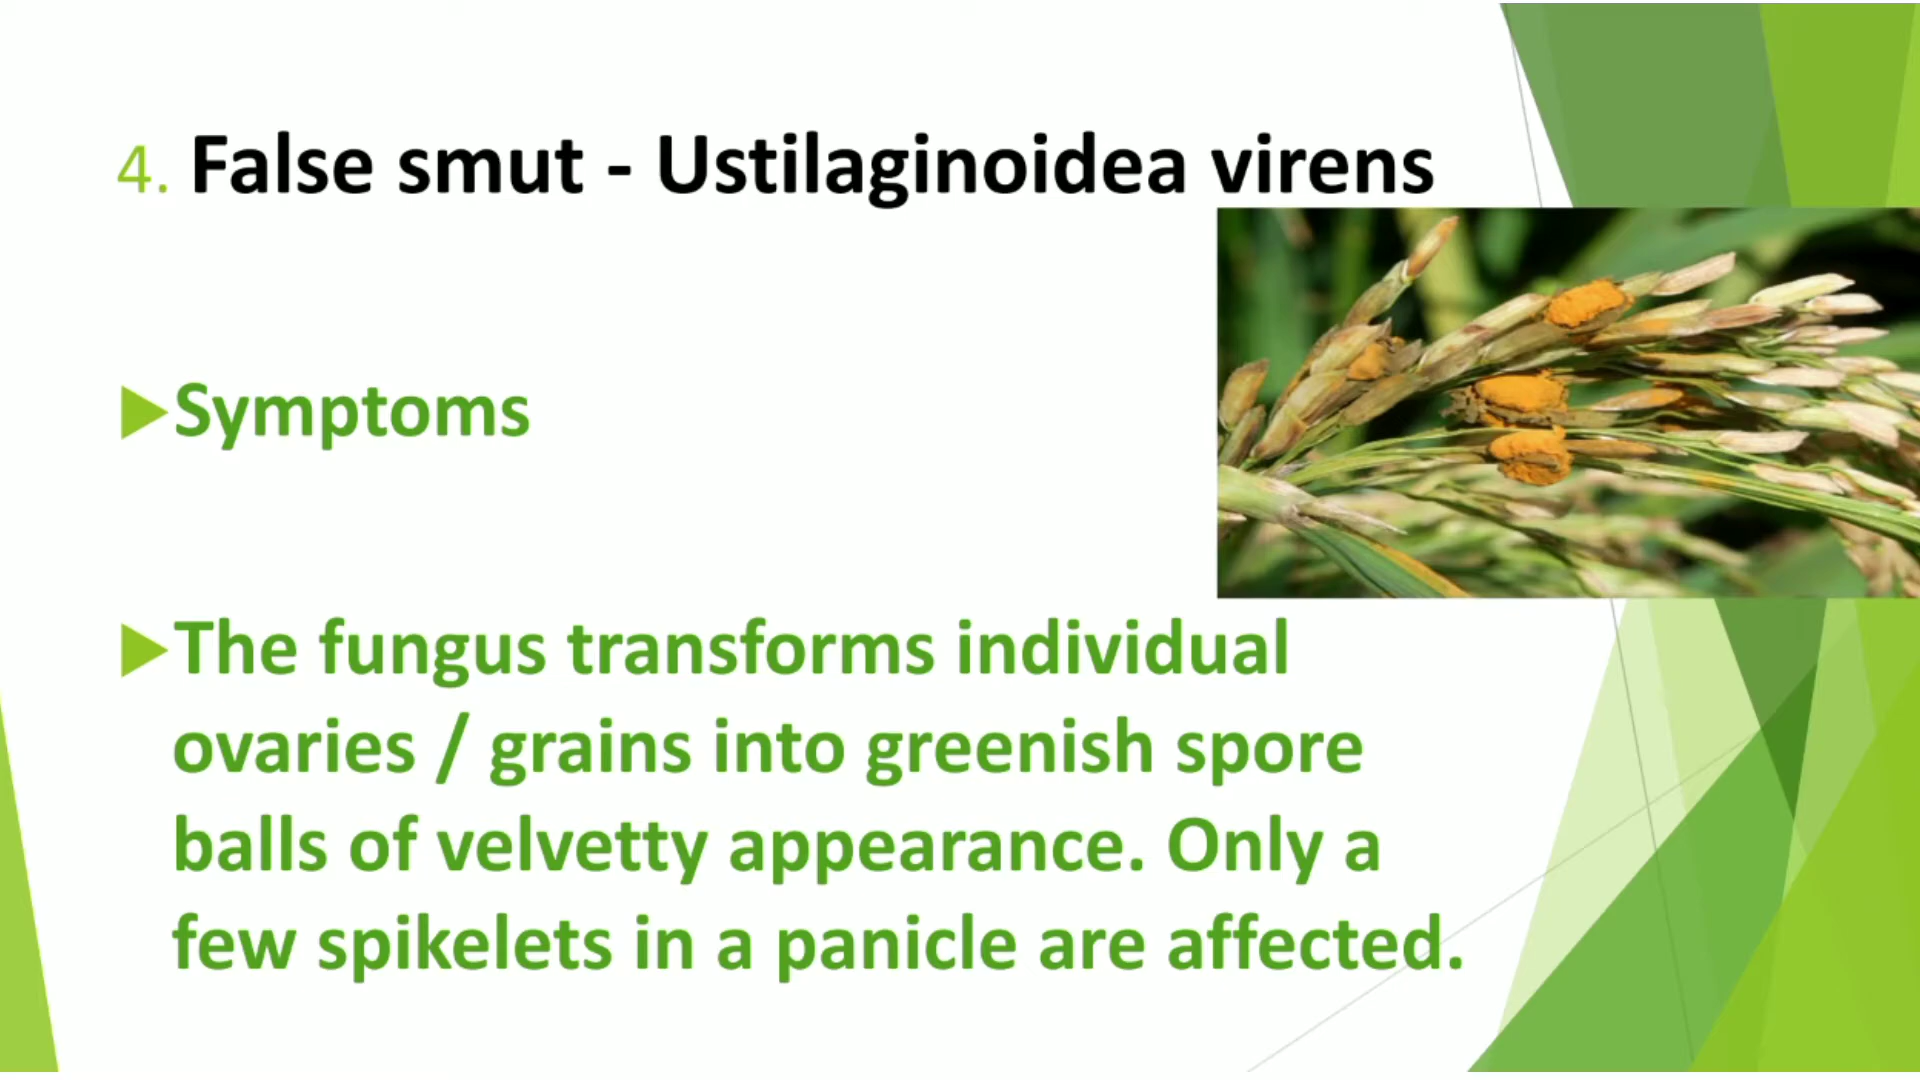 4. False smut - Ustilaginoidea virens
Symptoms
The fungus transforms individual
ovaries / grains into greenish spore
balls of velvetty appearance. Only a
few spikelets in a panicle are affected.